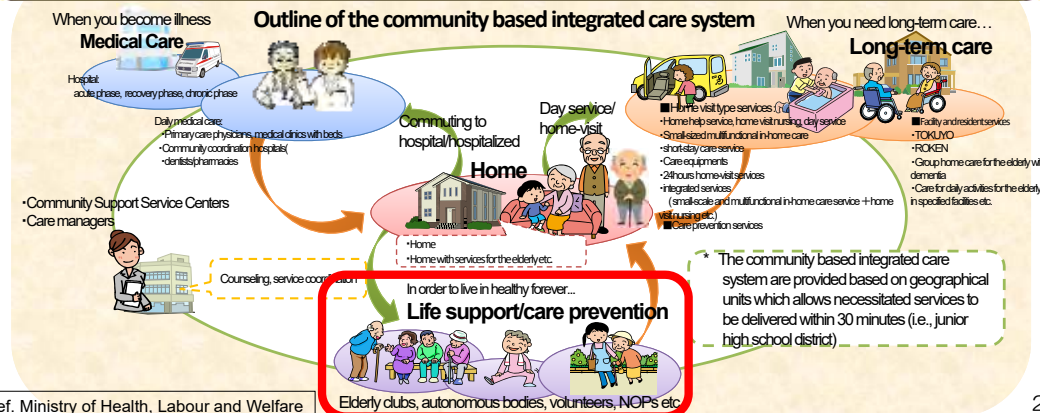 When you become illness
Medical Care
Outline of the community based integrated care system
When you need long-term care…
Long-term care
Hospital:
acute phase, recovery phase, chronic phase
Daily medical care:
・Primary care physicians, medical clinics with beds
・Community coordination hospitals(
・dentists/pharmacies
Commuting to
hospital/hospitalized
Day service/
home-visit
■Home visit type services :
・Home help service, home visit nursing, day service
・Small-sized multifunctional in-home care
・short-stay care service
・Care equipments
・24hours home-visit services
・integrated services
( small-scale and multifunctional in-home care service ＋home
visit nursing etc.)
■Care prevention services
■Facility and resident services
・TOKUYO
・ROKEN
・Group home care for the elderly wi
dementia
・Care for daily activities for the elderly
in specified facilities etc.
Home
・Home
・Home with services for the elderly etc.
・Community Support Service Centers
・Care managers
Counseling, service coordination
In order to live in healthy forever...
Life support/care prevention
Elderly clubs, autonomous bodies, volunteers, NOPs etc
* The community based integrated care
system are provided based on geographical
units which allows necessitated services to
be delivered within 30 minutes (i.e., junior
high school district)
ef. Ministry of Health, Labour and Welfare
2